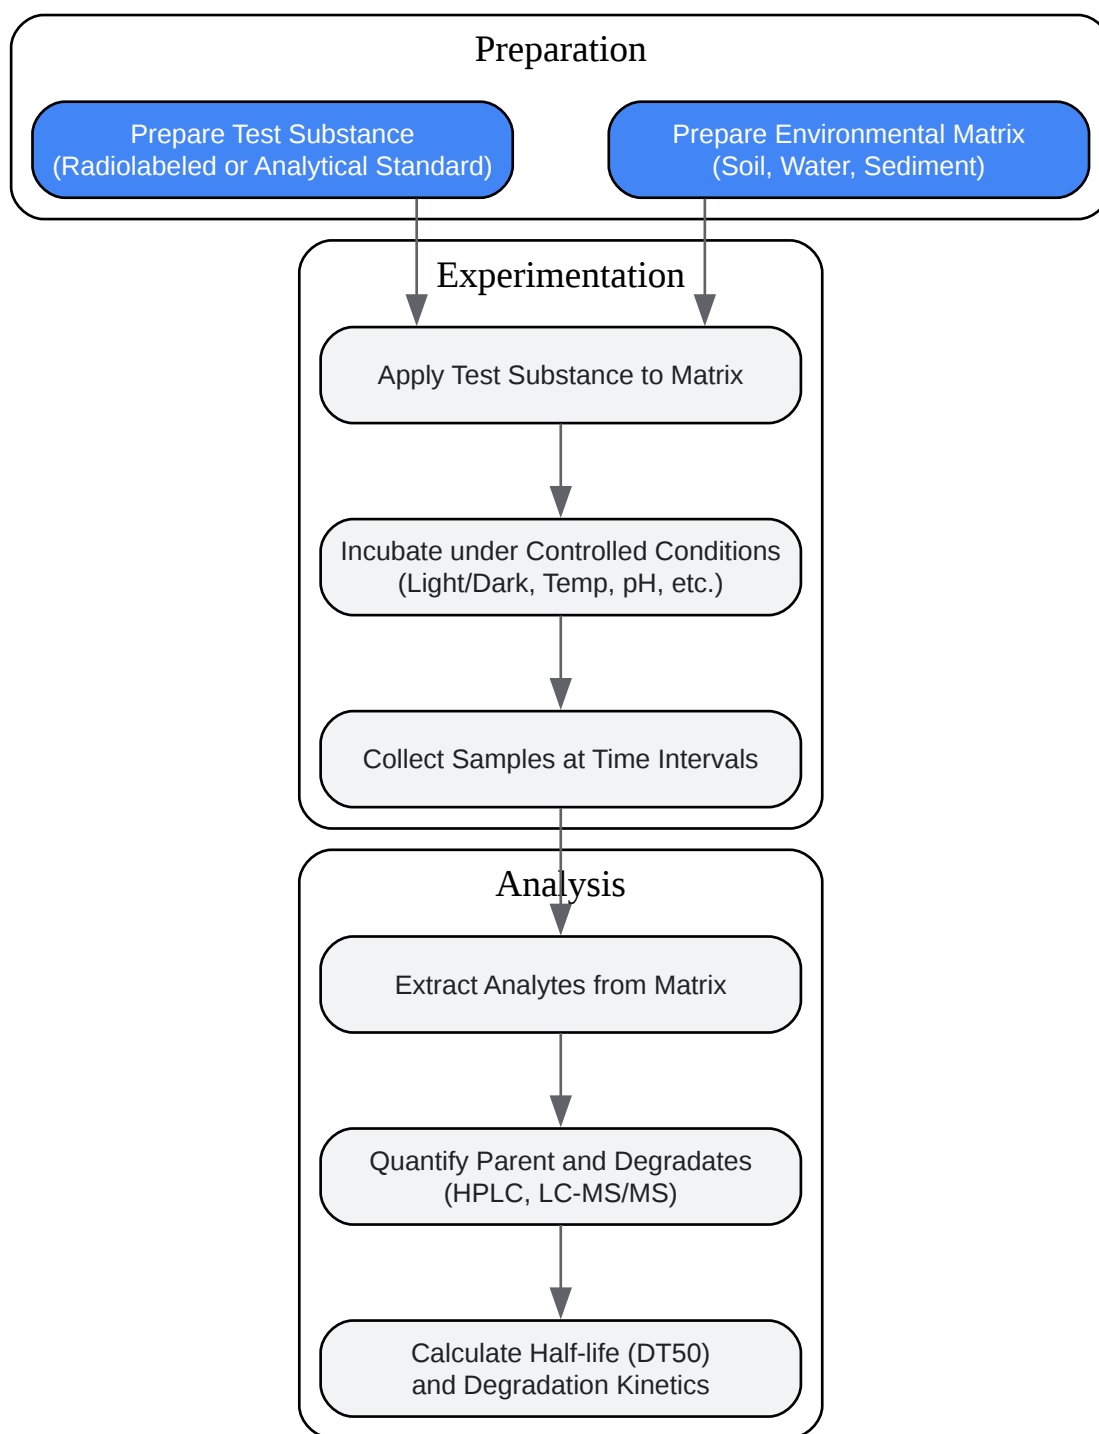 Preparation
Prepare Test Substance
(Radiolabeled or Analytical Standard)
Prepare Environmental Matrix
(Soil, Water, Sediment)
Experimentation
Apply Test Substance to Matrix
Incubate under Controlled Conditions
(Light/Dark, Temp, pH, etc.)
Collect Samples at Time Intervals
Analysis
Extract Analytes from Matrix
Quantify Parent and Degradates
(HPLC, LC-MS/MS)
Calculate Half-life (DT50)
and Degradation Kinetics